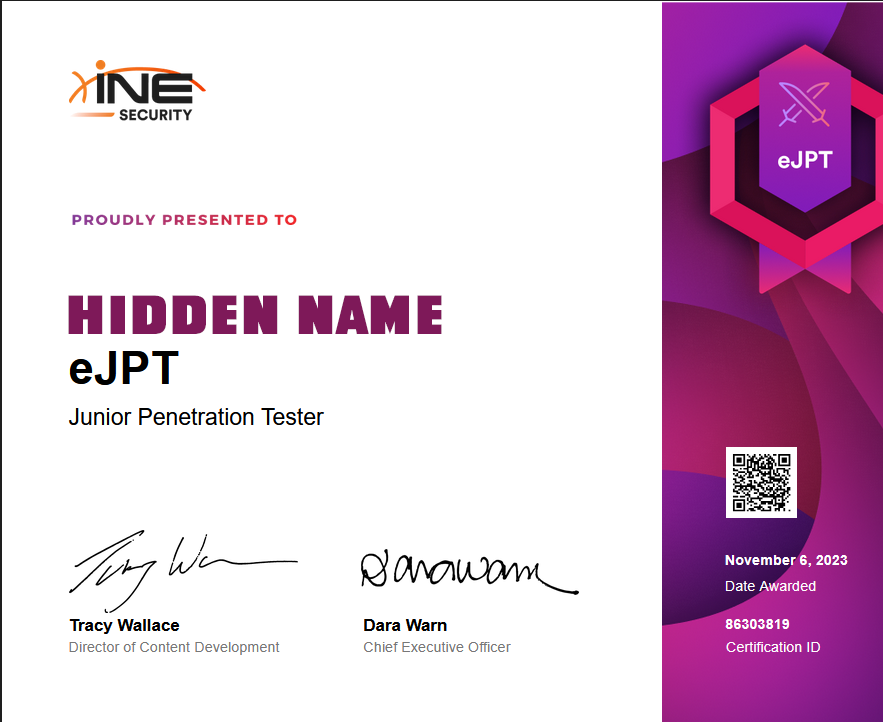 INE
SECURITY
PROUDLY PRESENTED TO
HIDDEN NAME
eJPT
Junior Penetration Tester
Tracy Wallace
Director of Content Development
Dara Warn
Chief Executive Officer
eJPT
November 6, 2023
Date Awarded
86303819
Certification ID